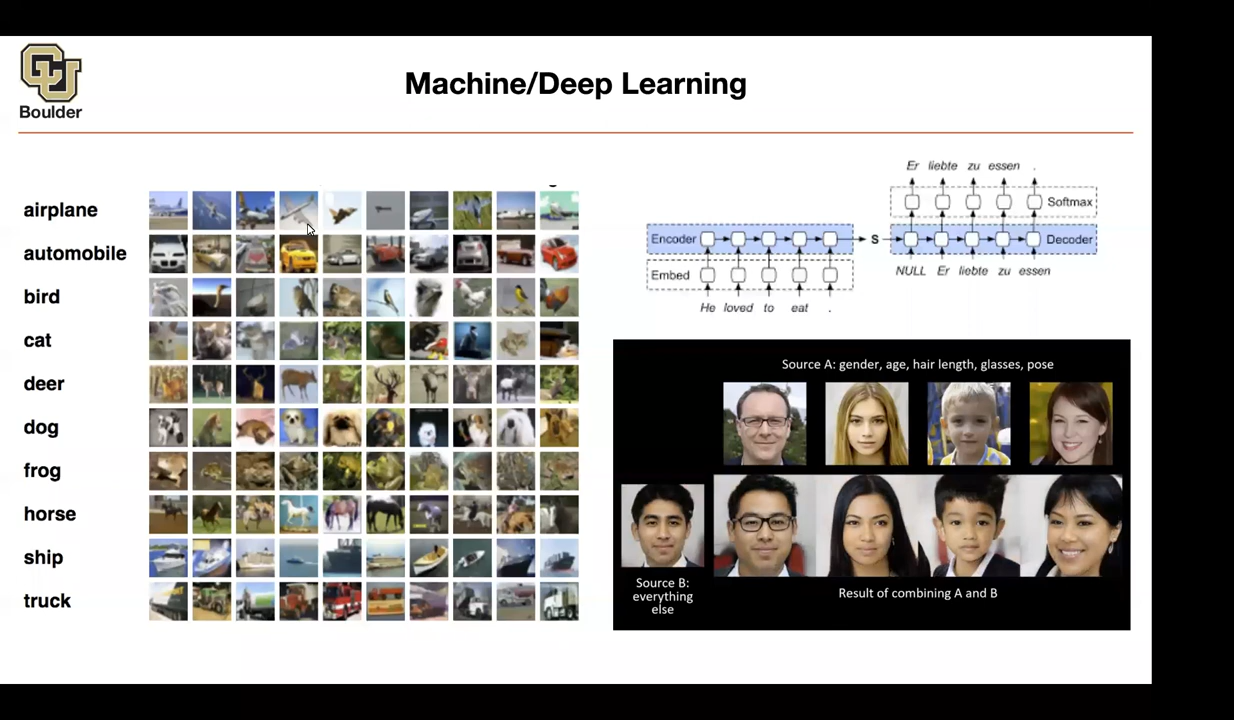 CU
Boulder
Machine/Deep Learning
airplane
automobile
bird
cat
deer
dog
frog
horse
ship
truck
Er liebte zu essen .
Softmax
Encoder
S
Decoder
Embed
NULL Er liebte zu essen
He loved to eat .
Source A: gender, age, hair length, glasses, pose
Source B:
everything
else
Result of combining A and B